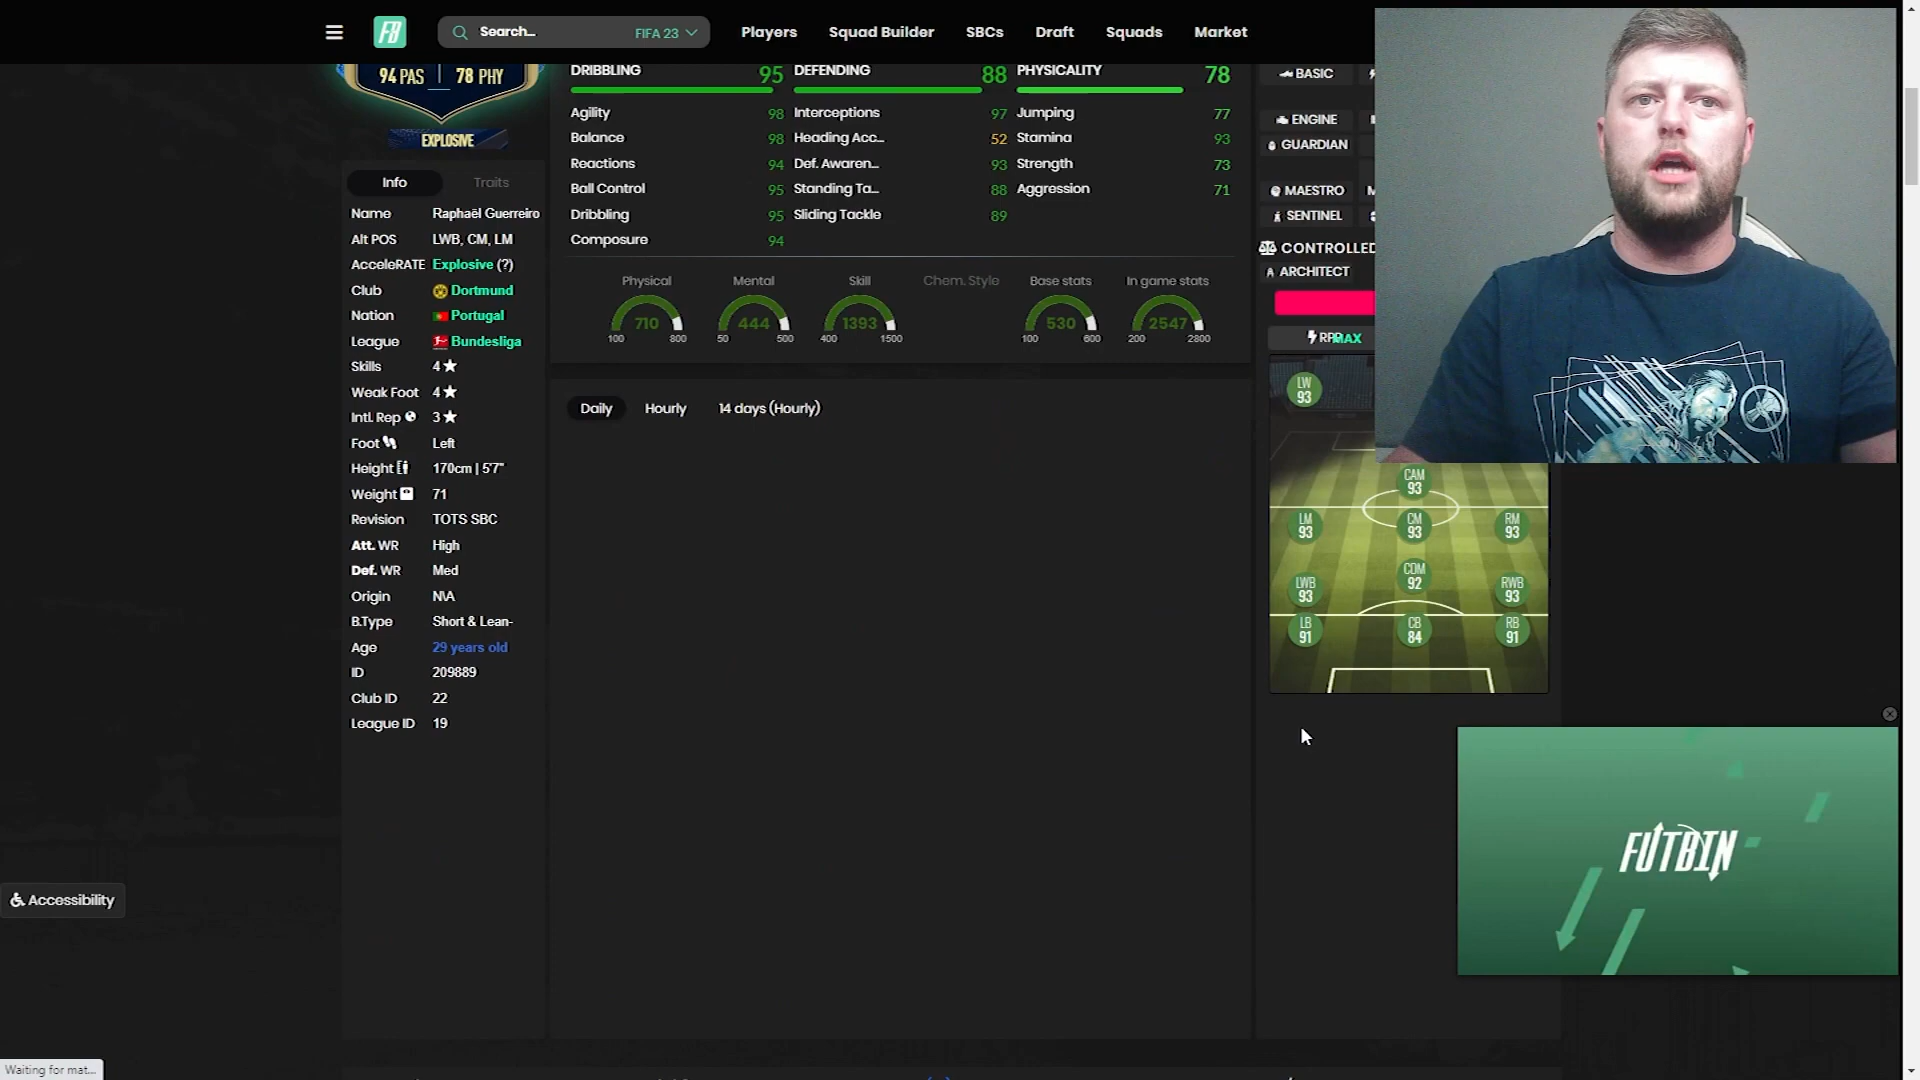 FB Search... FIFA 23 Players Squad Builder SBCs Draft Squads Market
94 PAS 78 PHY
EXPLOSIVE
Info Traits
Name Raphaël Guerreiro
Alt POS LWB, CM, LM
AcceleRATE Explosive (?)
Club Dortmund
Nation Portugal
League Bundesliga
Skills 4
Weak Foot 4
Intl. Rep 3
Foot Left
Height 170cm | 5'7"
Weight 71
Revision TOTS SBC
Att. WR High
Def. WR Med
Origin N\A
B.Type Short & Lean-
Age 29 years old
ID 209889
Club ID 22
League ID 19
DRIBBLING 95 DEFENDING 88 PHYSICALITY 78
Agility 98 Interceptions 97 Jumping 77
Balance 98 Heading Acc... 52 Stamina 93
Reactions 94 Def. Awaren... 93 Strength 73
Ball Control 95 Standing Ta... 88 Aggression 71
Dribbling 95 Sliding Tackle 89
Composure 94
Physical Mental Skill Chem. Style Base stats In game stats
710 444 1393 530 2547
100 800 50 500 400 1500 100 600 200 2800
Daily Hourly 14 days (Hourly)
BASIC
ENGINE
GUARDIAN
MAESTRO
SENTINEL
CONTROLLED
ARCHITECT
MAX
LW
93
CAM
93
LM CM RM
93 93 93
CDM
92
LWB RWB
93 93
LB CB RB
91 84 91
FUTBIN
Accessibility
Waiting for mat...